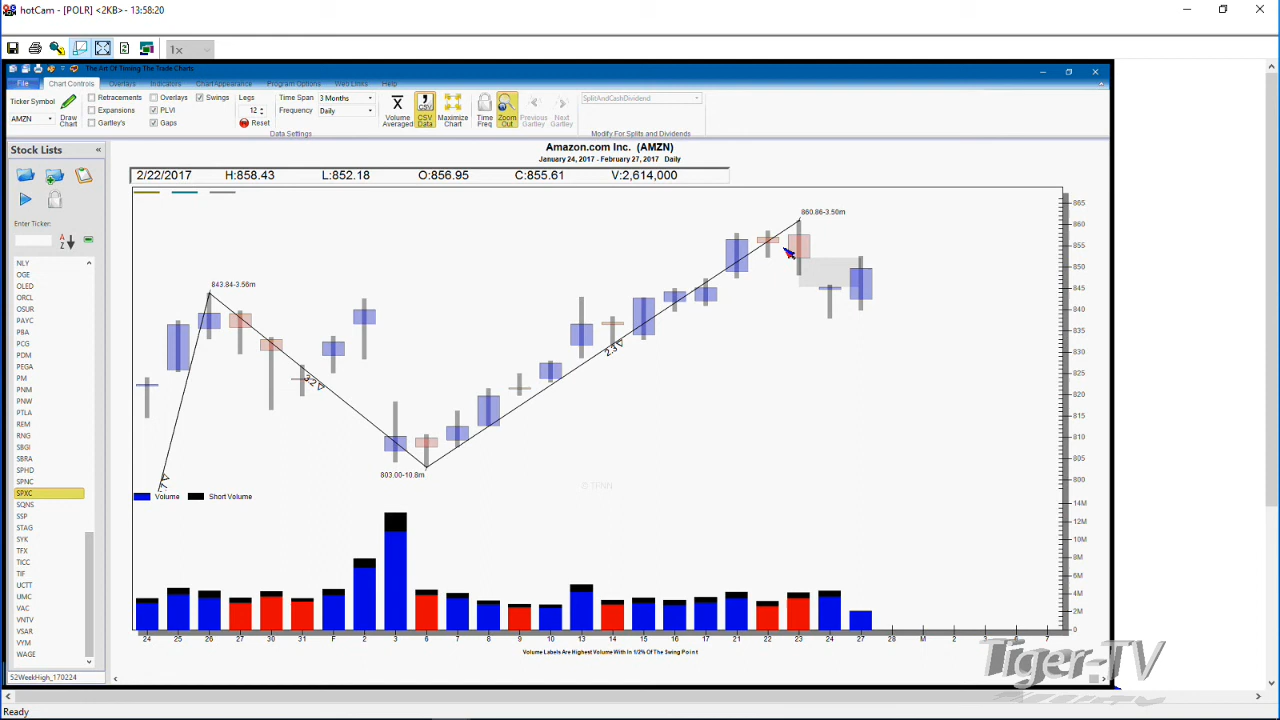 hotCam - [POLR] <2KB> - 13:58:20
1x
The Art Of Timing The Trade Charts
File Chart Controls Overlays Indicators Chart Appearance Program Options Web Links Help
Ticker Symbol
AMZN
Draw Chart
Retracements
Expansions
Gartley's
Overlays
PLVI
Gaps
Swings
Legs
12
Reset
Time Span 3 Months
Frequency Daily
Data Settings
Volume Averaged
CSV Data
Maximize Chart
Time Freq
Zoom Out
Previous Gartley
Next Gartley
SplitAndCashDividend
Modify For Splits and Dividends
Stock Lists
Enter Ticker:
NLY
OGE
OLED
ORCL
OSUR
PAYC
PBA
PCG
PDM
PEGA
PM
PNM
PNW
PTLA
REM
RNG
SBGI
SBRA
SPHD
SPNC
SPXC
SQNS
SSP
STAG
SYK
TFX
TICC
TIF
UCTT
UMC
VAC
VNTV
VSAR
VYM
WAGE
52WeekHigh_170224
Amazon.com Inc. (AMZN)
January 24, 2017 - February 27, 2017 Daily
2/22/2017 H:858.43 L:852.18 O:856.95 C:855.61 V:2,614,000
860.86-3.50m
843.84-3.56m
803.00-10.8m
3.2
2.3
865
860
855
850
845
840
835
830
825
820
815
810
805
800
© TFNN
Volume Short Volume
14M
12M
10M
8M
6M
4M
2M
0
24 25 26 27 30 31 F 2 3 6 7 8 9 10 13 14 15 16 17 21 22 23 24 27 28 M 2 3 6 7
Volume Labels Are Highest Volume With In 1/2% Of The Swing Point
Tiger-TV
Ready